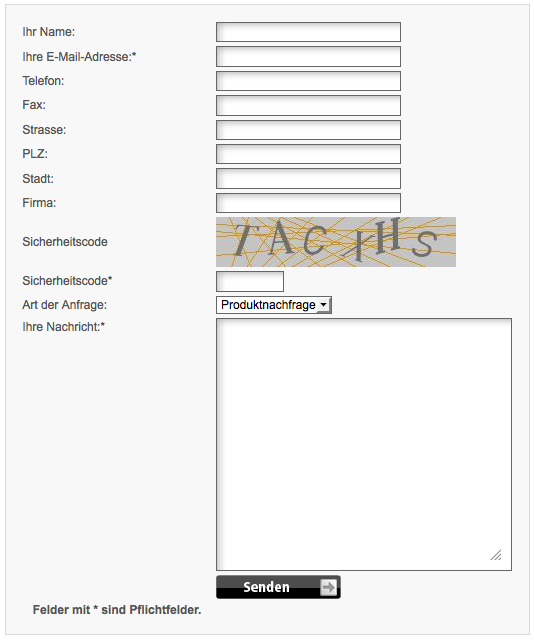 Ihr Name:
Ihre E-Mail-Adresse:*
Telefon:
Fax:
Strasse:
PLZ:
Stadt:
Firma:
Sicherheitscode
Sicherheitscode*
Art der Anfrage:
Produktnachfrage
Ihre Nachricht:*
Senden
Felder mit * sind Pflichtfelder.